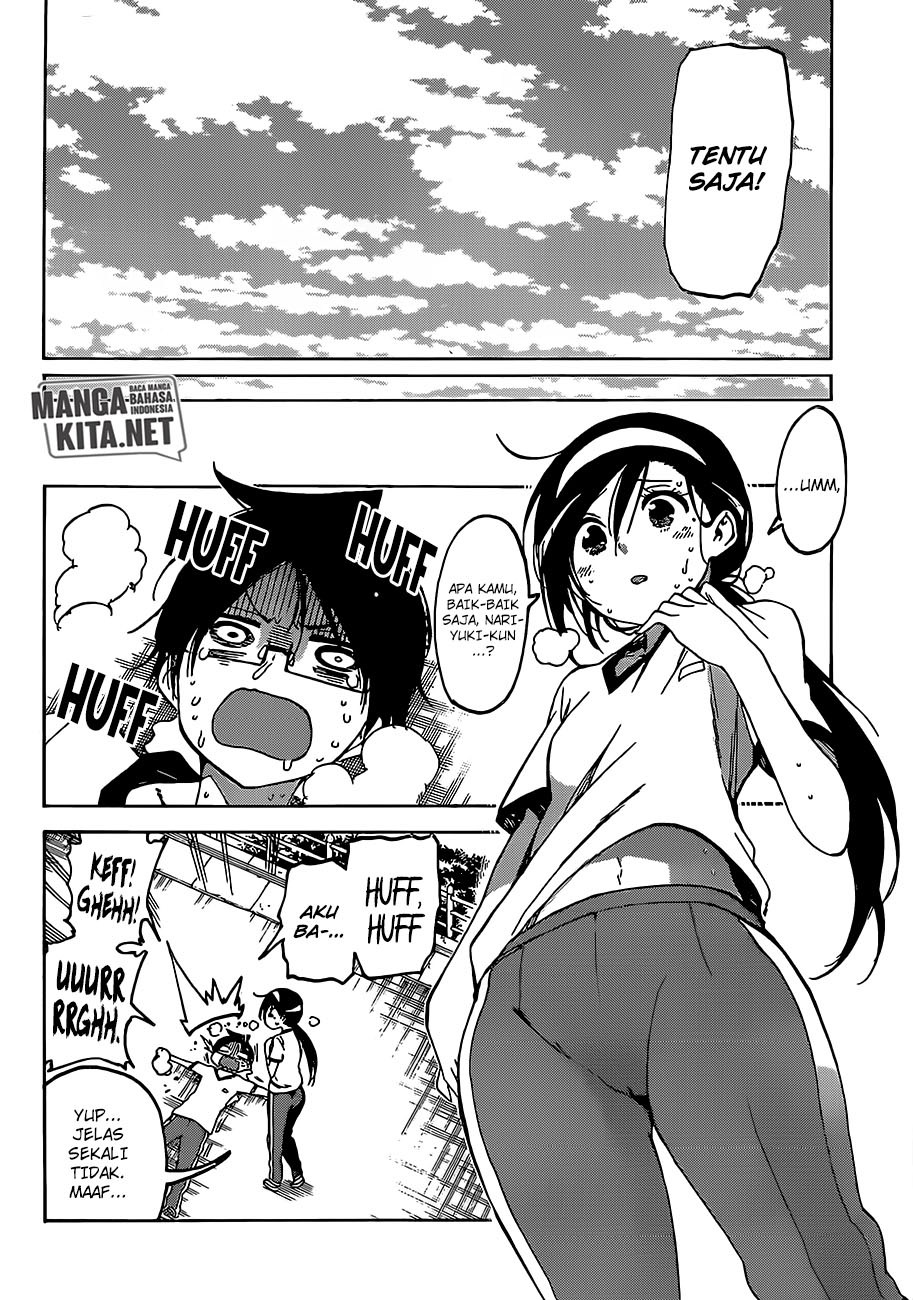 TENTU
SAJA!
MANGA
KITA.NET
BACA MANGA
BAHASA
INDONESIA
...UMM,
APA KAMU,
BAIK-BAIK
SAJA, NARI-
YUKI-KUN
...?
HUFF
HUFF
HUFF
HUFF,
HUFF
AKU
BA-...
KEFF!
GHEHH!
UUURR
RRGHH.
YUP...
JELAS
SEKALI
TIDAK.
MAAF...